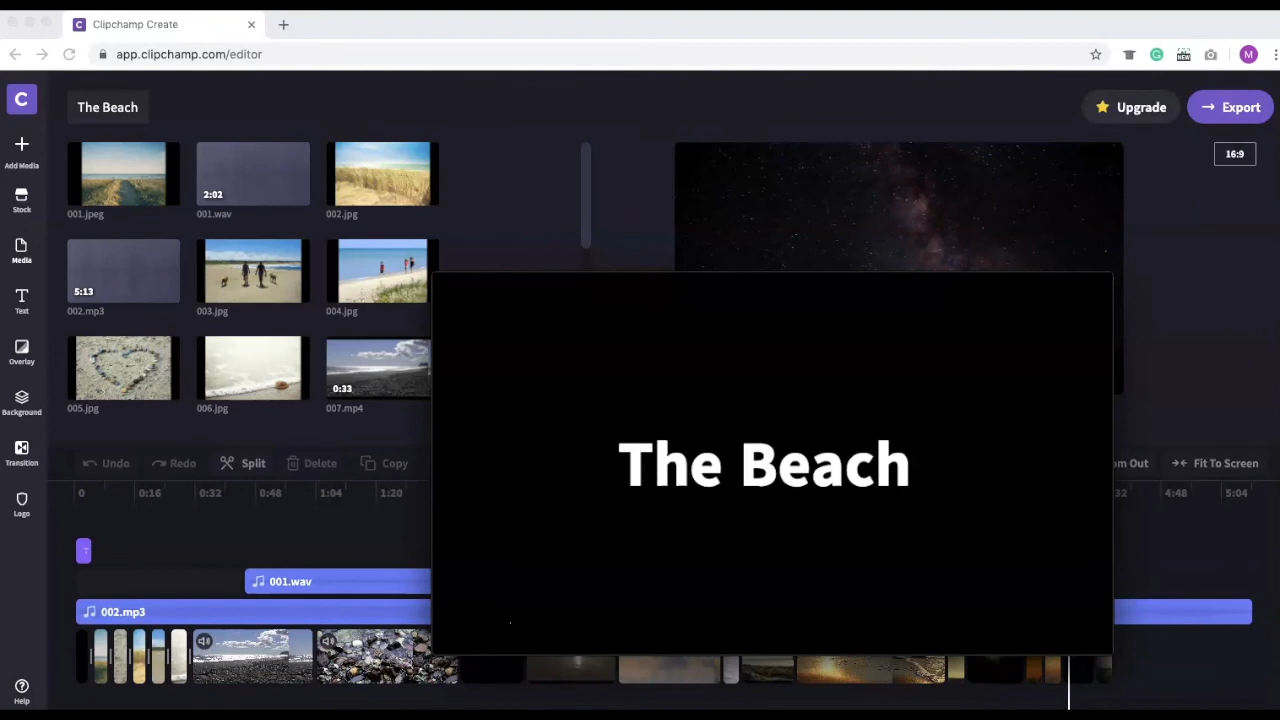 Clipchamp Create
app.clipchamp.com/editor
NEW
M
C
The Beach
Upgrade
Export
Add Media
Stock
Media
Text
Overlay
Background
Transition
Logo
Help
2:02
001.jpeg
001.wav
002.jpg
5:13
002.mp3
003.jpg
004.jpg
0:33
005.jpg
006.jpg
007.mp4
16:9
The Beach
Undo
Redo
Split
Delete
Copy
om Out
Fit To Screen
0
0:16
0:32
0:48
1:04
1:20
32
4:48
5:04
T
001.wav
002.mp3